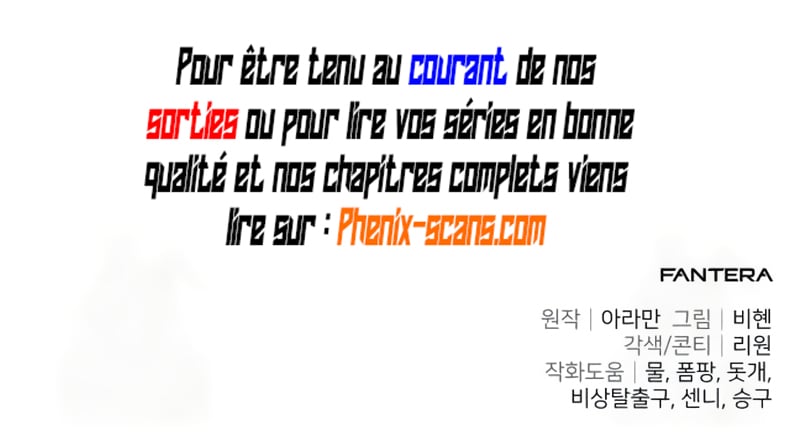 Pour être tenu au courant de nos
sorties ou pour lire vos séries en bonne
qualité et nos chapitres complets viens
lire sur : Phenix-scans.com
FANTERA
원작 | 아라만 그림 | 비혠
각색/콘티 | 리원
작화도움 | 물, 폼팡, 돗개,
비상탈출구, 센니, 승구